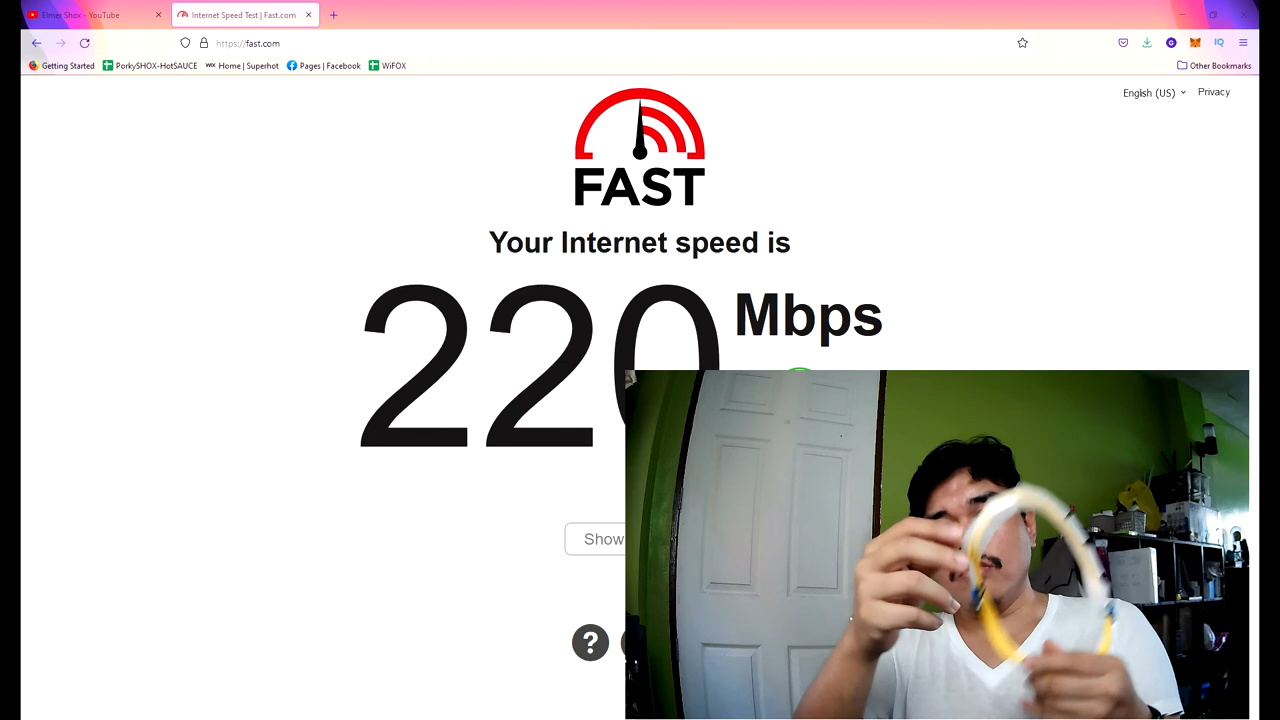 Elmer Shox - YouTube
Internet Speed Test | Fast.com
https://fast.com
Getting Started
PorkySHOX-HotSAUCE
WIX Home | Superhot
Pages | Facebook
WiFOX
Other Bookmarks
English (US)
Privacy
FAST
Your Internet speed is
220 Mbps
Show
?